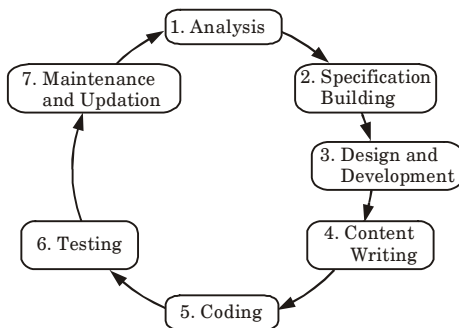 1. Analysis
2. Specification
Building
3. Design and
Development
4. Content
Writing
5. Coding
6. Testing
7. Maintenance
and Updation